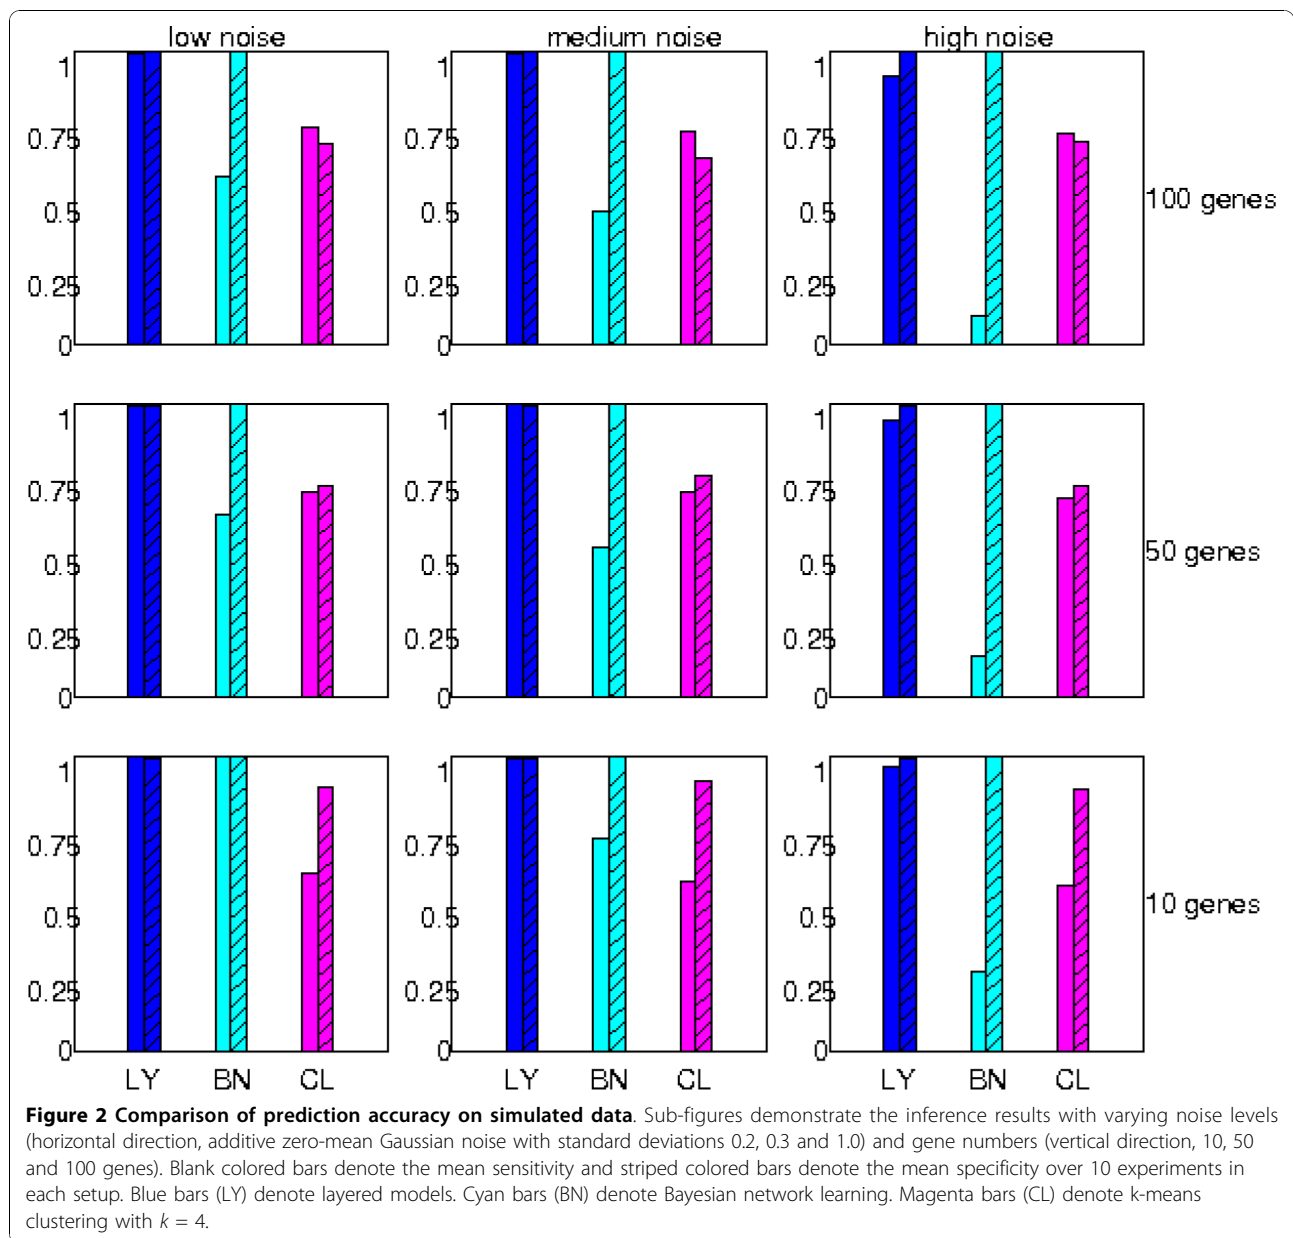 low noise medium noise high noise
1 1 1
0.75 0.75 0.75
0.5 0.5 0.5 100 genes
0.25 0.25 0.25
0 0 0
1 1 1
0.75 0.75 0.75
0.5 0.5 0.5 50 genes
0.25 0.25 0.25
0 0 0
1 1 1
0.75 0.75 0.75
0.5 0.5 0.5 10 genes
0.25 0.25 0.25
0 0 0
LY BN CL LY BN CL LY BN CL
Figure 2 Comparison of prediction accuracy on simulated data. Sub-figures demonstrate the inference results with varying noise levels
(horizontal direction, additive zero-mean Gaussian noise with standard deviations 0.2, 0.3 and 1.0) and gene numbers (vertical direction, 10, 50
and 100 genes). Blank colored bars denote the mean sensitivity and striped colored bars denote the mean specificity over 10 experiments in
each setup. Blue bars (LY) denote layered models. Cyan bars (BN) denote Bayesian network learning. Magenta bars (CL) denote k-means
clustering with k = 4.